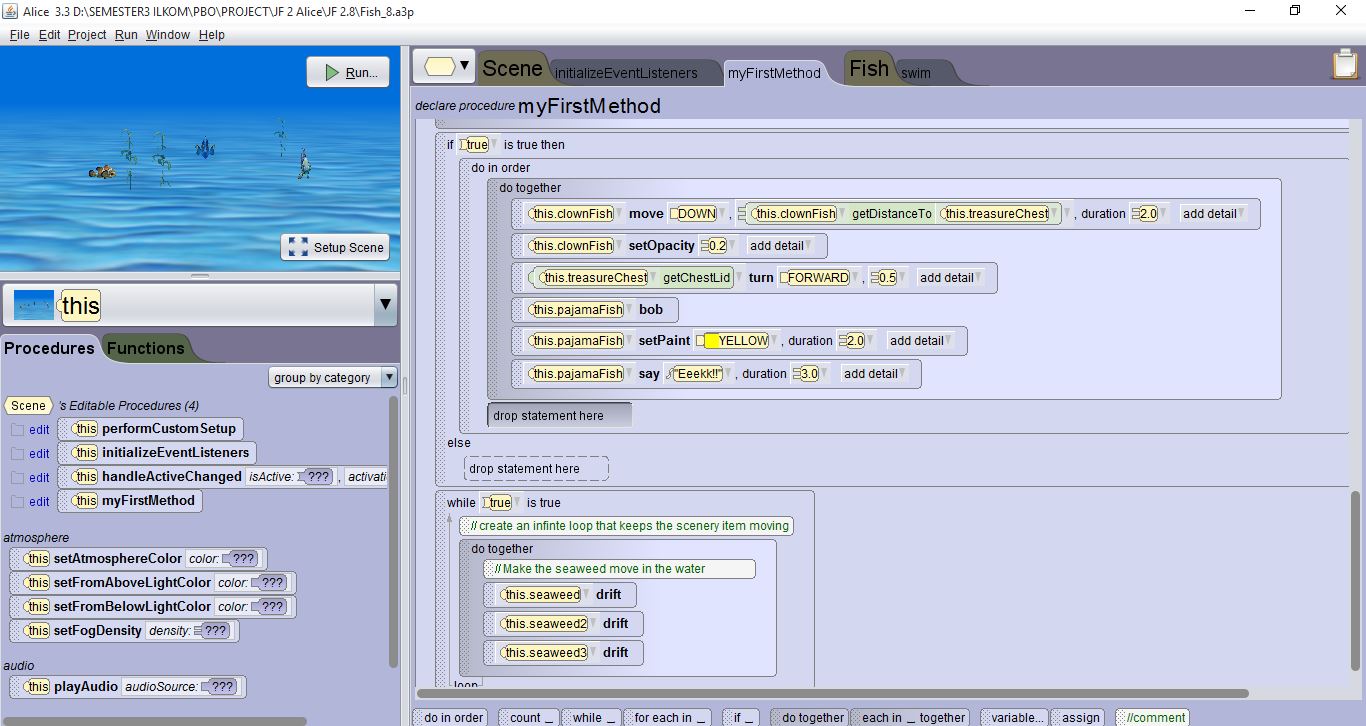 Alice 3.3 D:\SEMESTER3 ILKOM\PBO\PROJECT\JF 2 Alice\JF 2.8\Fish_8.a3p
File Edit Project Run Window Help
Run...
Setup Scene
this
Procedures Functions
group by category
Scene 's Editable Procedures (4)
edit this performCustomSetup
edit this initializeEventListeners
edit this handleActiveChanged isActive: ??? , activati
edit this myFirstMethod
atmosphere
this setAtmosphereColor color: ???
this setFromAboveLightColor color: ???
this setFromBelowLightColor color: ???
this setFogDensity density: ???
audio
this playAudio audioSource: ???
Scene initializeEventListeners myFirstMethod Fish swim
declare procedure myFirstMethod
if true is true then
do in order
do together
this.clownFish move DOWN , this.clownFish getDistanceTo this.treasureChest , duration 2.0 add detail
this.clownFish setOpacity 0.2 add detail
this.treasureChest getChestLid turn FORWARD , 0.5 add detail
this.pajamaFish bob
this.pajamaFish setPaint YELLOW , duration 2.0 add detail
this.pajamaFish say "Eeekk!!" , duration 3.0 add detail
drop statement here
else
drop statement here
while true is true
// create an infinte loop that keeps the scenery item moving
do together
// Make the seaweed move in the water
this.seaweed drift
this.seaweed2 drift
this.seaweed3 drift
loop
do in order count _ while _ for each in _ if _ do together each in _ together variable... assign //comment